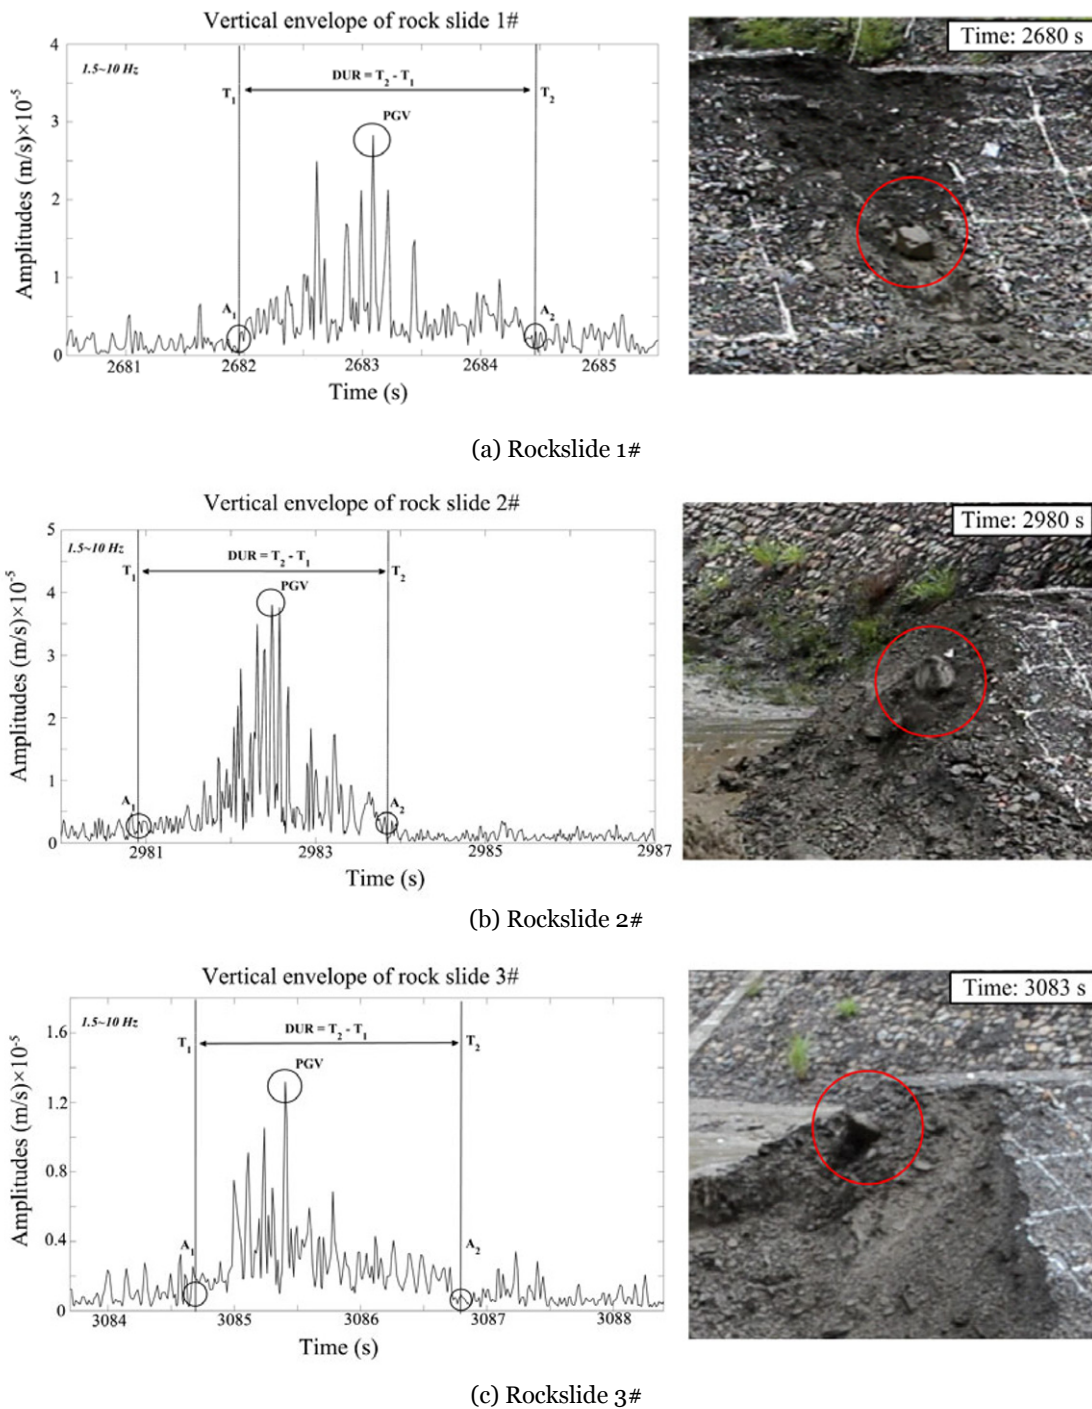 Vertical envelope of rock slide 1#
Time: 2680 s
1.5~10 Hz
DUR = T2 - T1
T1
T2
PGV
A1
A2
4
3
2
1
0
Amplitudes (m/s)×10-5
2681 2682 2683 2684 2685
Time (s)
(a) Rockslide 1#
Vertical envelope of rock slide 2#
Time: 2980 s
1.5~10 Hz
DUR = T2 - T1
T1
T2
PGV
A1
A2
5
4
3
2
1
0
Amplitudes (m/s)×10-5
2981 2983 2985 2987
Time (s)
(b) Rockslide 2#
Vertical envelope of rock slide 3#
Time: 3083 s
1.5~10 Hz
DUR = T2 - T1
T1
T2
PGV
A1
A2
1.6
1.2
0.8
0.4
0
Amplitudes (m/s)×10-5
3084 3085 3086 3087 3088
Time (s)
(c) Rockslide 3#